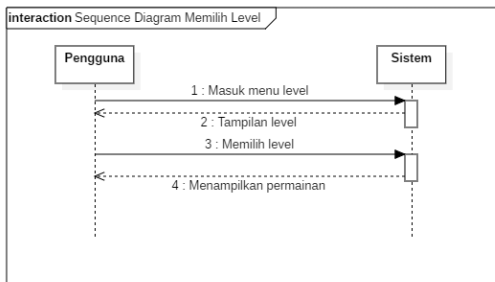 interaction Sequence Diagram Memilih Level
Pengguna
Sistem
1 : Masuk menu level
2 : Tampilan level
3 : Memilih level
4 : Menampilkan permainan